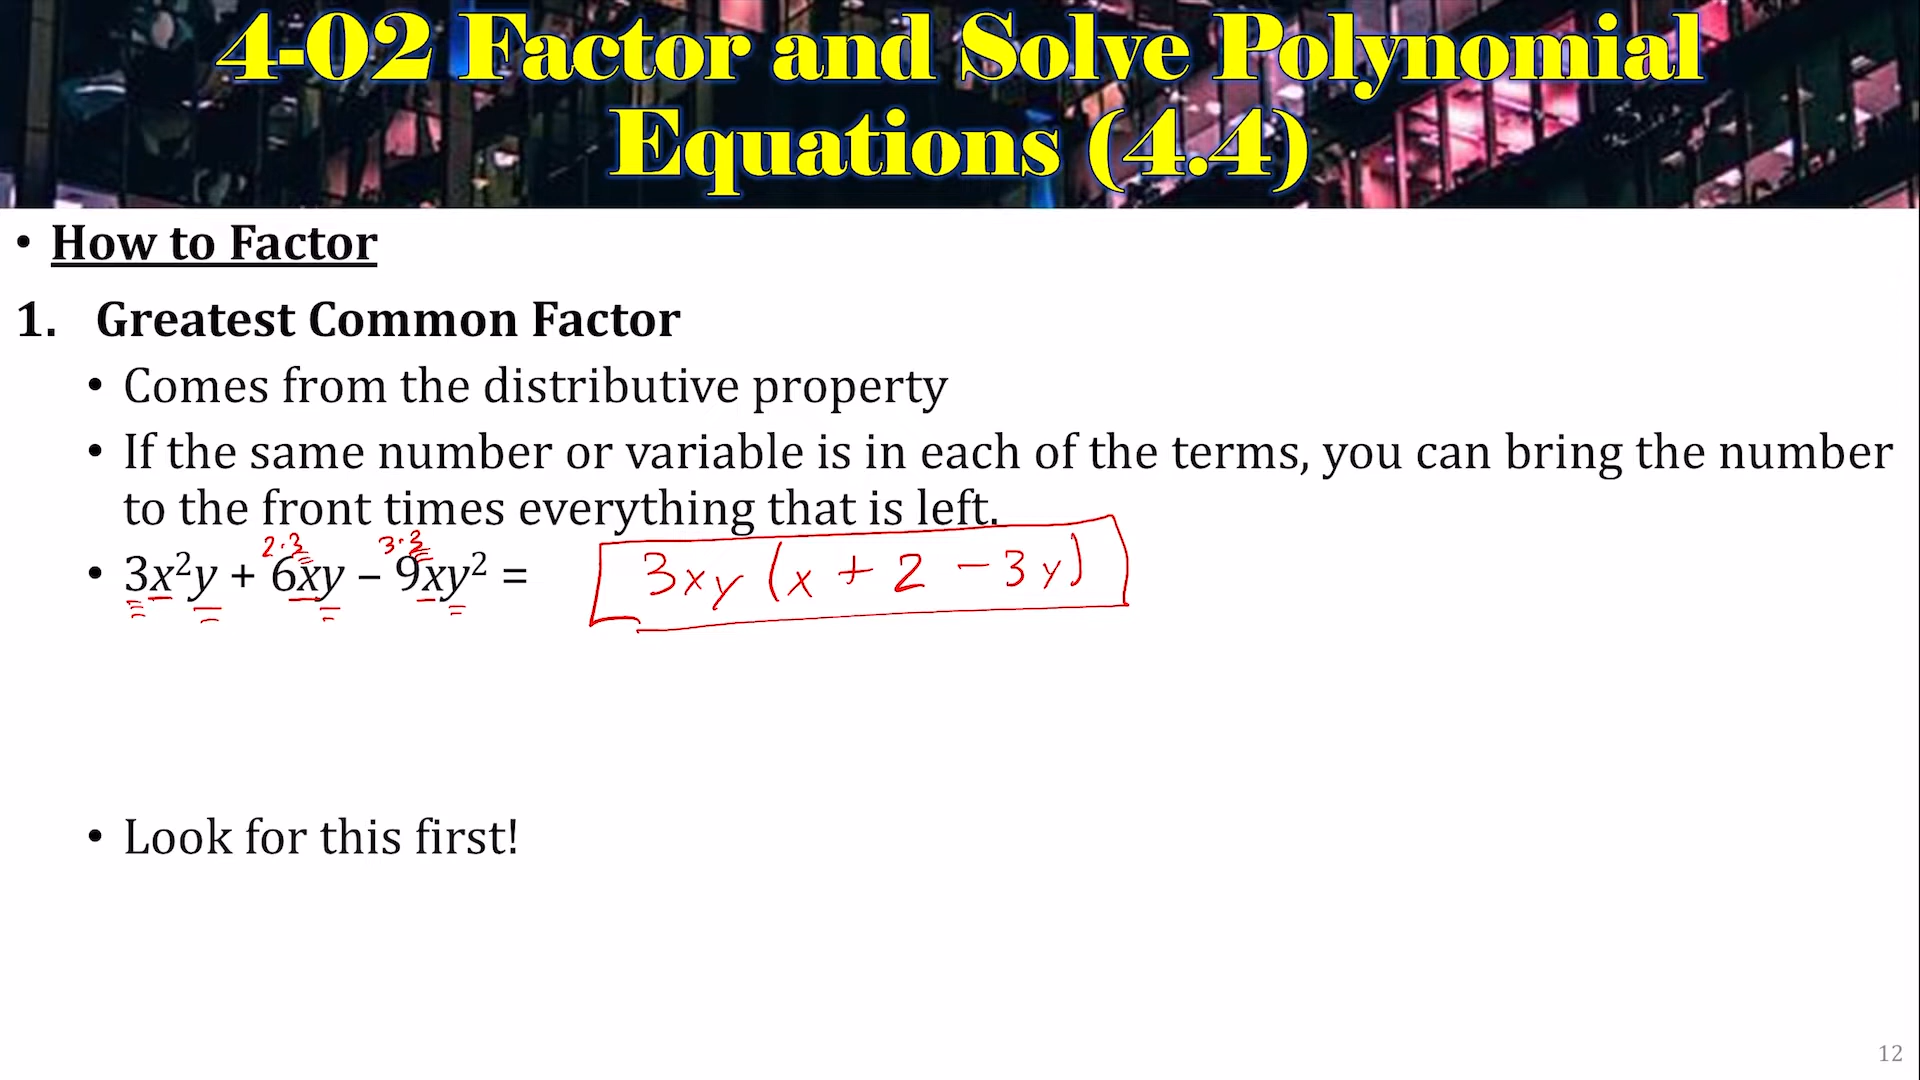 4-02 Factor and Solve Polynomial
Equations (4.4)
• How to Factor
1. Greatest Common Factor
• Comes from the distributive property
• If the same number or variable is in each of the terms, you can bring the number
to the front times everything that is left.
2·3 3·3
• 3x²y + 6xy – 9xy² = 3xy (x + 2 - 3y)
• Look for this first!
12